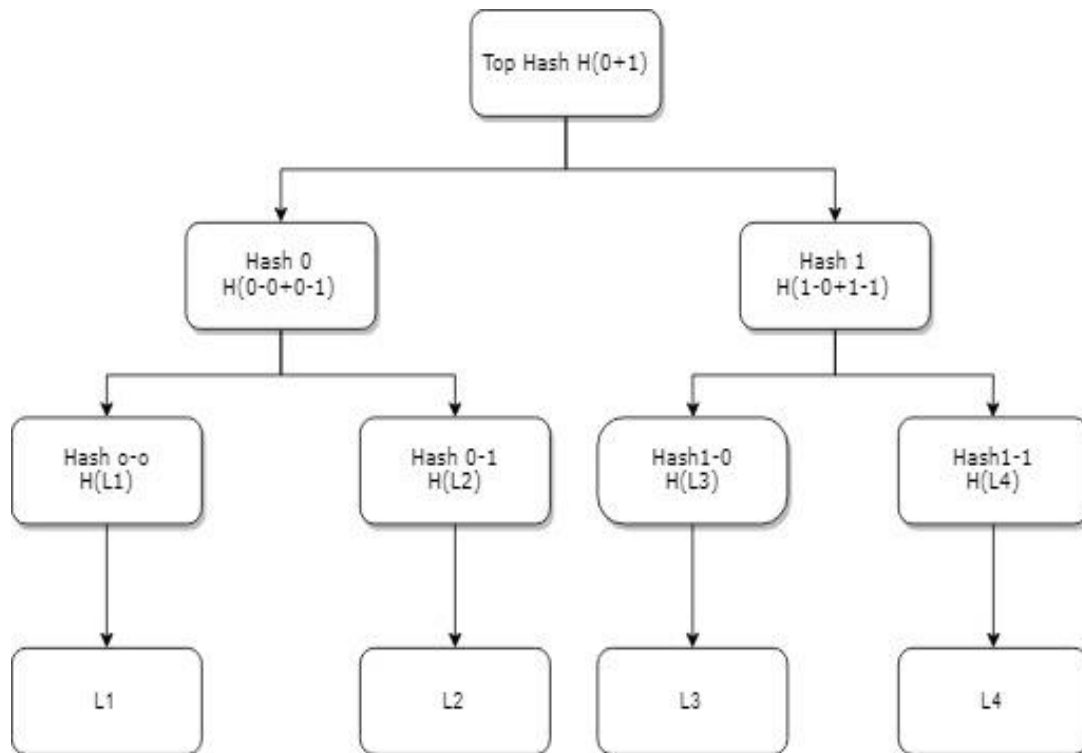 Top Hash H(0+1)
Hash 0
H(0-0+0-1)
Hash 1
H(1-0+1-1)
Hash o-o
H(L1)
Hash 0-1
H(L2)
Hash1-0
H(L3)
Hash1-1
H(L4)
L1
L2
L3
L4